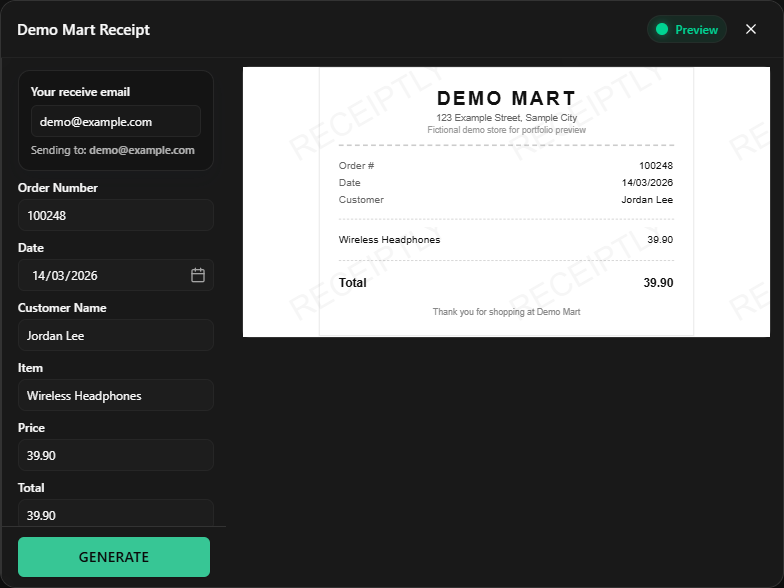 Demo Mart Receipt
Preview
Your receive email
demo@example.com
Sending to: demo@example.com
Order Number
100248
Date
14/03/2026
Customer Name
Jordan Lee
Item
Wireless Headphones
Price
39.90
Total
39.90
GENERATE
RECEIPTLY
RECEIPTLY
DEMO MART
123 Example Street, Sample City
Fictional demo store for portfolio preview
Order # 100248
Date 14/03/2026
Customer Jordan Lee
Wireless Headphones 39.90
RECEIPTLY
RECEIPTLY
Total 39.90
Thank you for shopping at Demo Mart